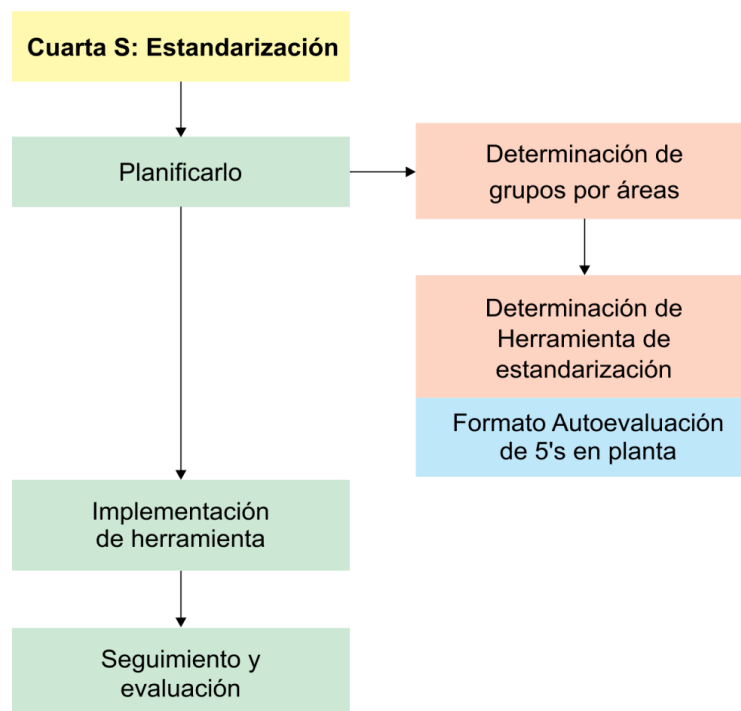 Cuarta S: Estandarización
Planificarlo
Determinación de
grupos por áreas
Determinación de
Herramienta de
estandarización
Formato Autoevaluación
de 5's en planta
Implementación
de herramienta
Seguimiento y
evaluación